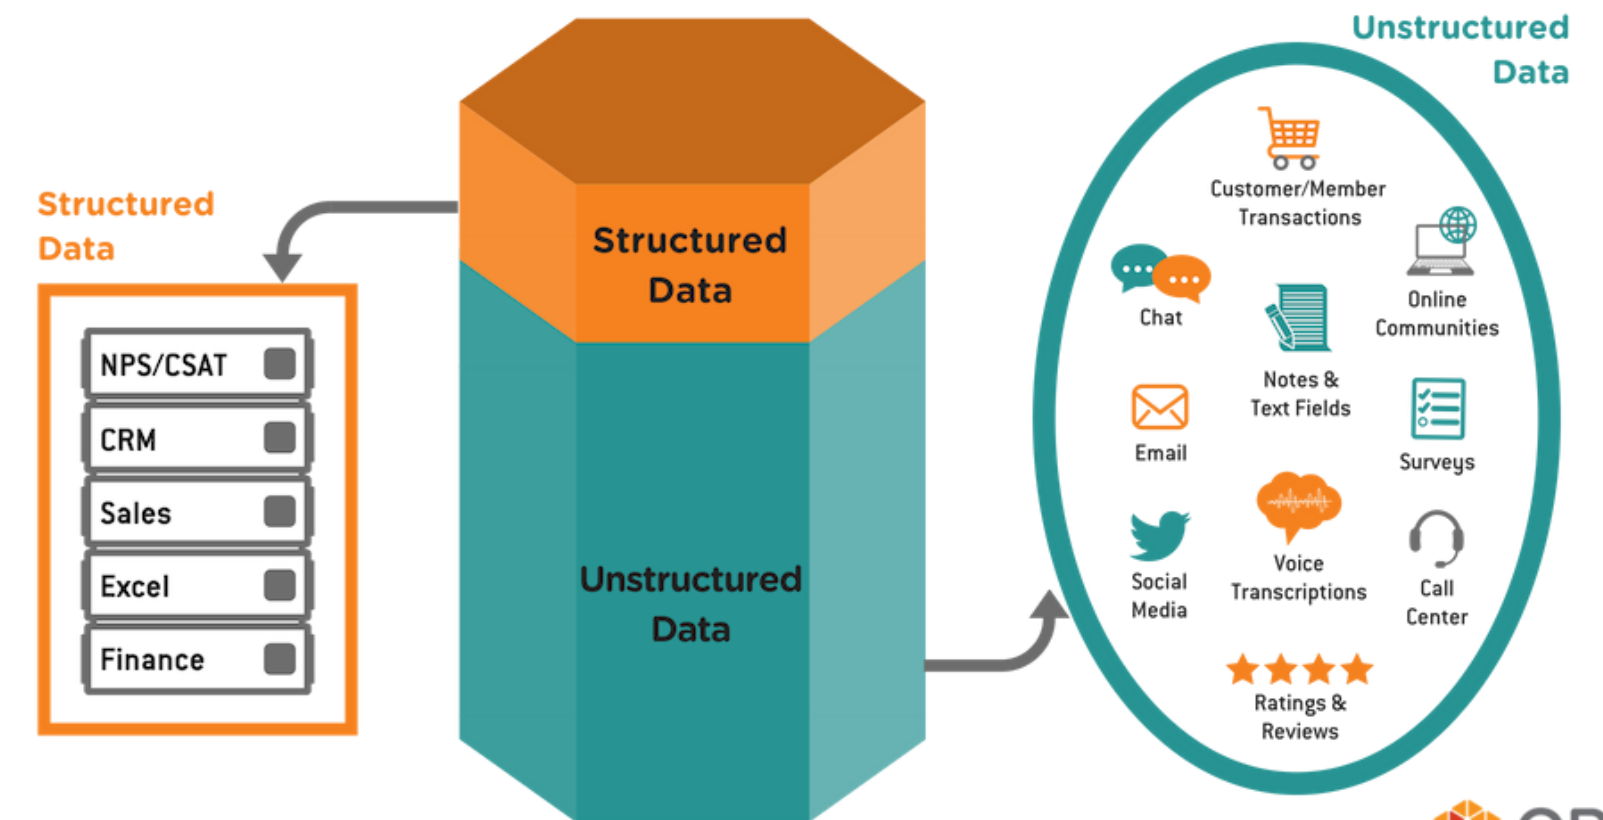 Structured
Data
NPS/CSAT
CRM
Sales
Excel
Finance
Structured
Data
Unstructured
Data
Unstructured
Data
Customer/Member
Transactions
Chat
Online
Communities
Notes &
Text Fields
Email
Surveys
Social
Media
Voice
Transcriptions
Call
Center
Ratings &
Reviews